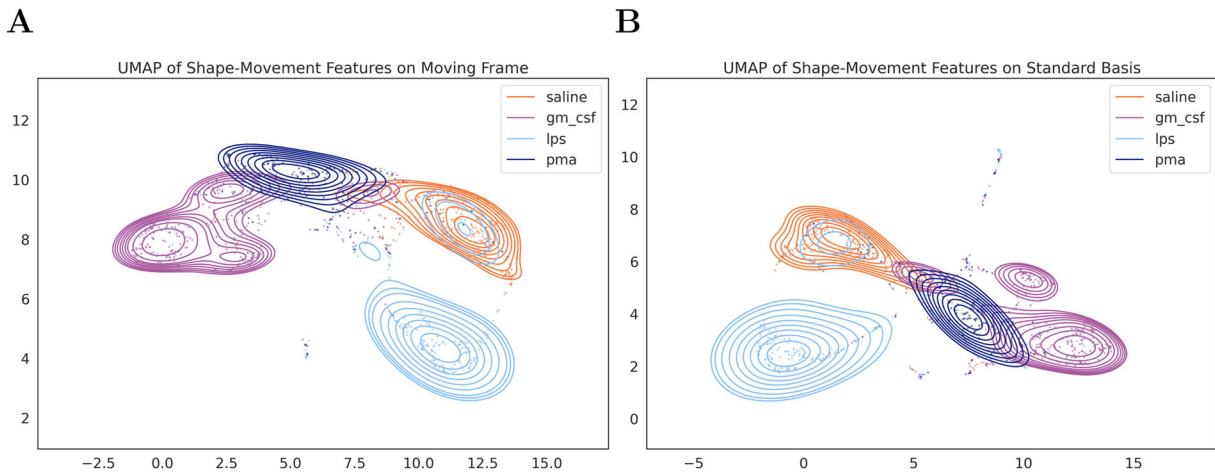 A
B
UMAP of Shape-Movement Features on Moving Frame
saline
gm_csf
lps
pma
12
10
8
6
4
2
−2.5 0.0 2.5 5.0 7.5 10.0 12.5 15.0
UMAP of Shape-Movement Features on Standard Basis
saline
gm_csf
lps
pma
12
10
8
6
4
2
0
−5 0 5 10 15